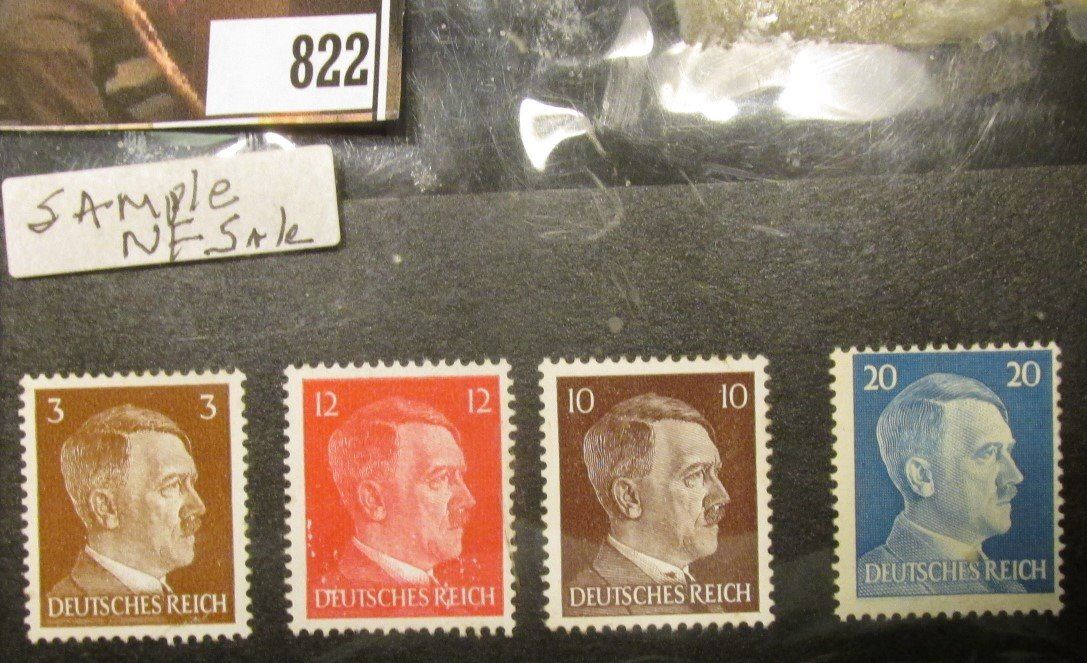 822
SAMPle
NF SAle
3 3
DEUTSCHES REICH
12 12
DEUTSCHES REICH
10 10
DEUTSCHES REICH
20 20
DEUTSCHES REICH